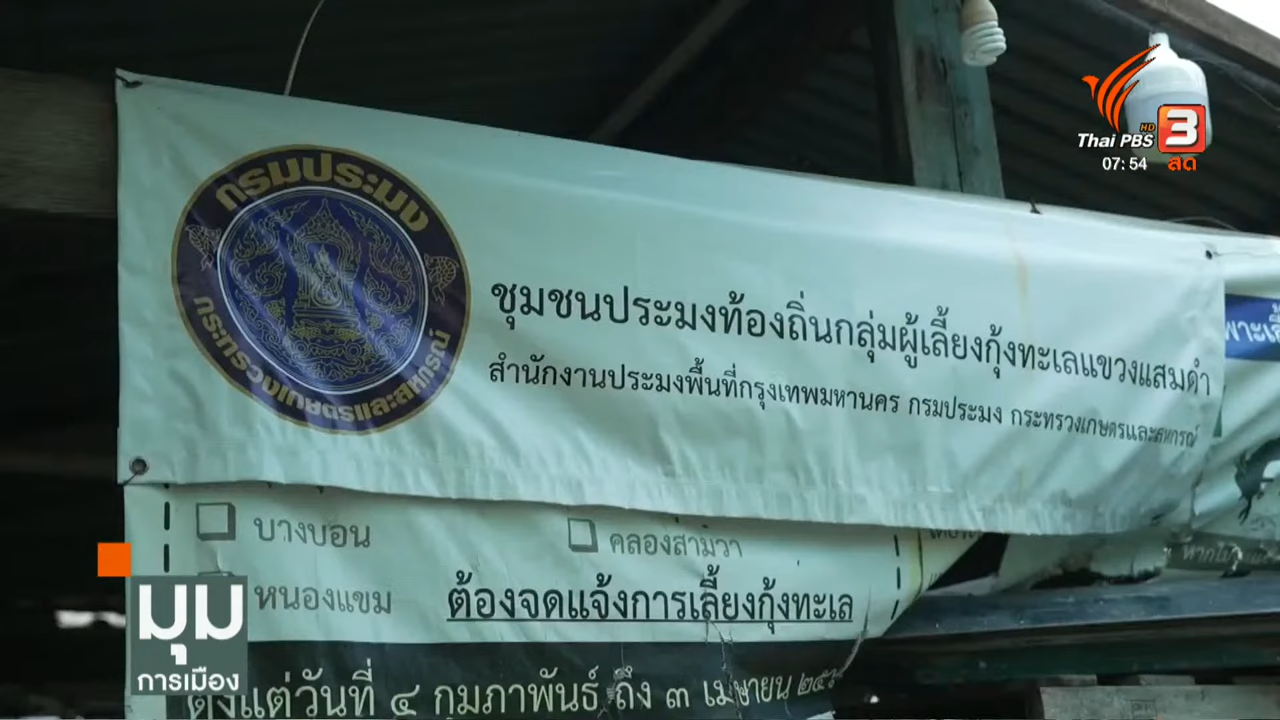 Thai PBS HD 3
07:54 สด
กรมประมง
กระทรวงเกษตรและสหกรณ์
ชุมชนประมงท้องถิ่นกลุ่มผู้เลี้ยงกุ้งทะเลแขวงแสมดำ
สำนักงานประมงพื้นที่กรุงเทพมหานคร กรมประมง กระทรวงเกษตรและสหกรณ์
บางบอน
คลองสามวา
หนองแขม
ต้องจดแจ้งการเลี้ยงกุ้งทะเล
ตั้งแต่วันที่ ๔ กุมภาพันธ์ ถึง ๓ เมษายน
มุม
การเมือง